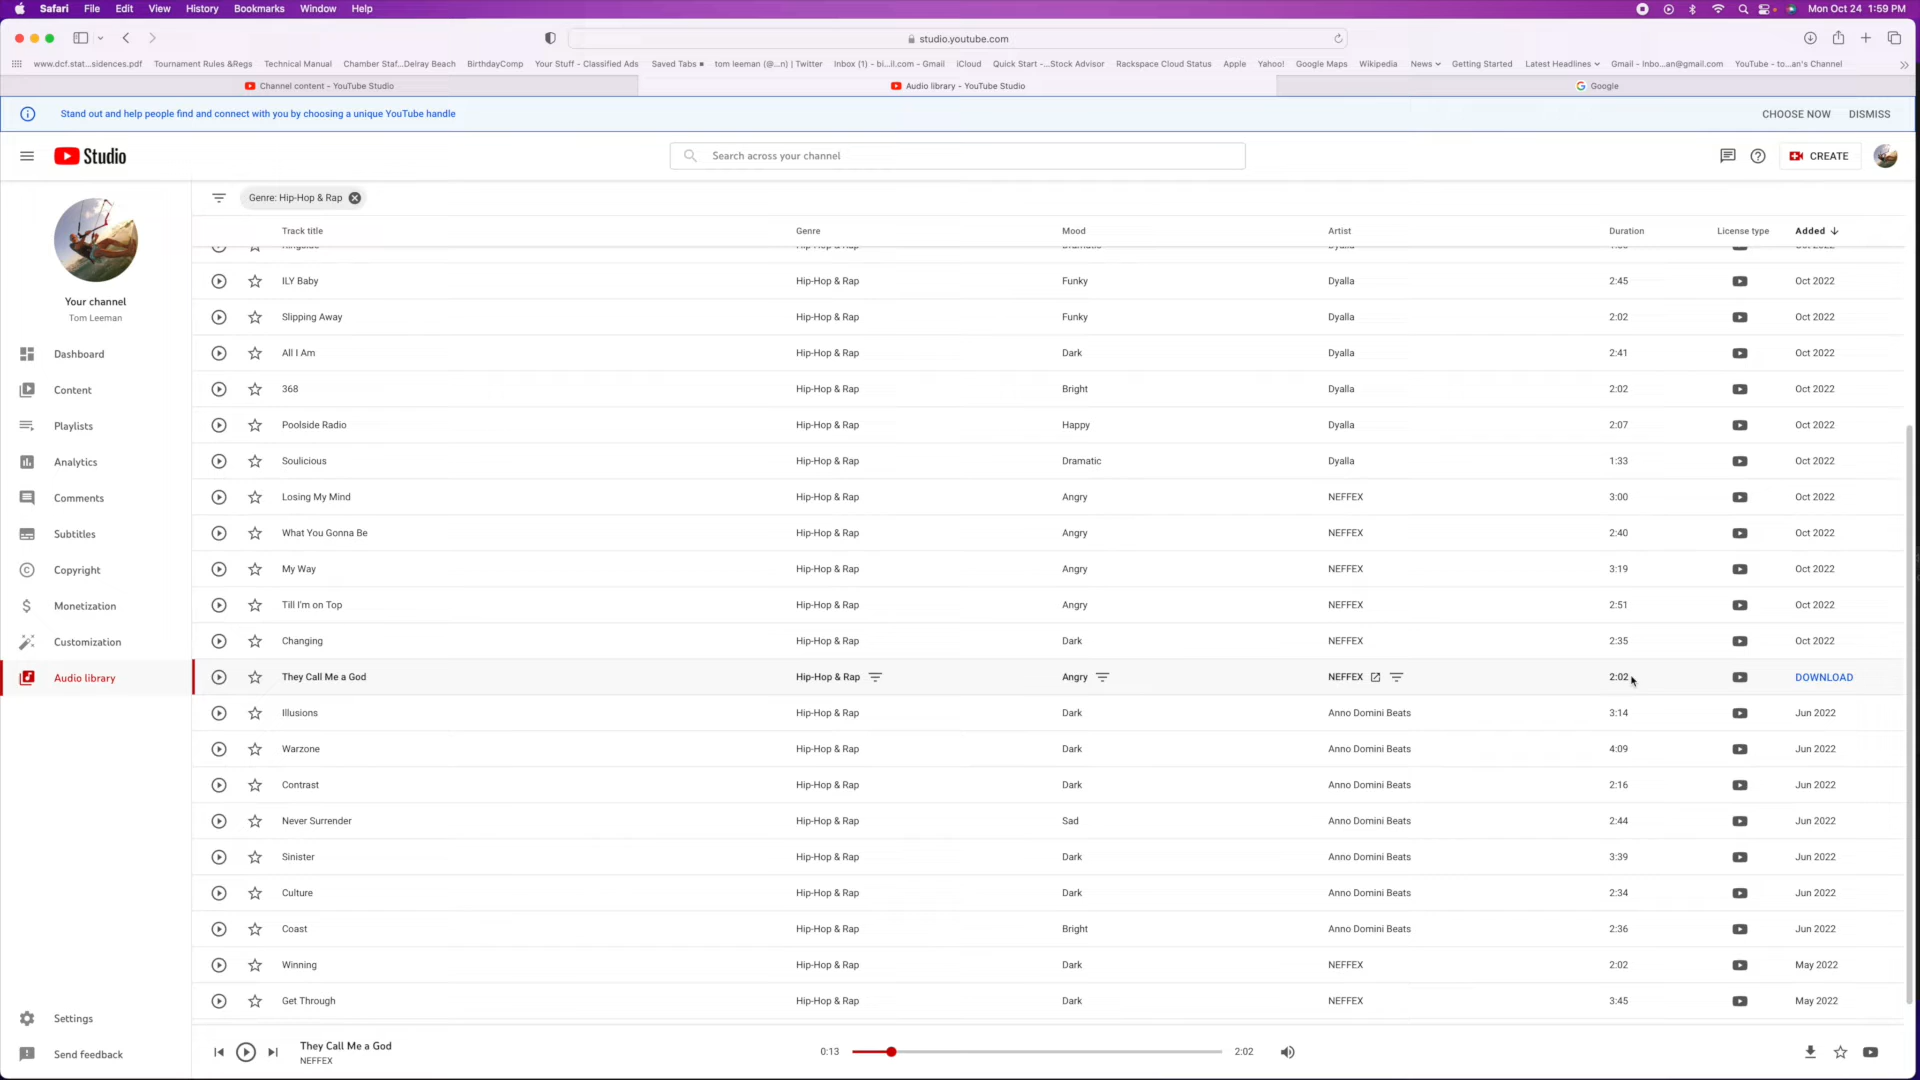 Safari File Edit View History Bookmarks Window Help Mon Oct 24 1:59 PM
studio.youtube.com
www.dcf.stat...sidences.pdf Tournament Rules &Regs Technical Manual Chamber Staf...Delray Beach BirthdayComp Your Stuff - Classified Ads Saved Tabs tom leeman (@...n) | Twitter Inbox (1) - bi...il.com - Gmail iCloud Quick Start -...Stock Advisor Rackspace Cloud Status Apple Yahoo! Google Maps Wikipedia News Getting Started Latest Headlines Gmail - Inbo...an@gmail.com YouTube - to...an's Channel
Channel content - YouTube Studio Audio library - YouTube Studio Google
Stand out and help people find and connect with you by choosing a unique YouTube handle CHOOSE NOW DISMISS
Studio Search across your channel CREATE
Genre: Hip-Hop & Rap
Your channel
Tom Leeman
Dashboard
Content
Playlists
Analytics
Comments
Subtitles
Copyright
Monetization
Customization
Audio library
Settings
Send feedback
Track title Genre Mood Artist Duration License type Added
ILY Baby Hip-Hop & Rap Funky Dyalla 2:45 Oct 2022
Slipping Away Hip-Hop & Rap Funky Dyalla 2:02 Oct 2022
All I Am Hip-Hop & Rap Dark Dyalla 2:41 Oct 2022
368 Hip-Hop & Rap Bright Dyalla 2:02 Oct 2022
Poolside Radio Hip-Hop & Rap Happy Dyalla 2:07 Oct 2022
Soulicious Hip-Hop & Rap Dramatic Dyalla 1:33 Oct 2022
Losing My Mind Hip-Hop & Rap Angry NEFFEX 3:00 Oct 2022
What You Gonna Be Hip-Hop & Rap Angry NEFFEX 2:40 Oct 2022
My Way Hip-Hop & Rap Angry NEFFEX 3:19 Oct 2022
Till I'm on Top Hip-Hop & Rap Angry NEFFEX 2:51 Oct 2022
Changing Hip-Hop & Rap Dark NEFFEX 2:35 Oct 2022
They Call Me a God Hip-Hop & Rap Angry NEFFEX 2:02 DOWNLOAD
Illusions Hip-Hop & Rap Dark Anno Domini Beats 3:14 Jun 2022
Warzone Hip-Hop & Rap Dark Anno Domini Beats 4:09 Jun 2022
Contrast Hip-Hop & Rap Dark Anno Domini Beats 2:16 Jun 2022
Never Surrender Hip-Hop & Rap Sad Anno Domini Beats 2:44 Jun 2022
Sinister Hip-Hop & Rap Dark Anno Domini Beats 3:39 Jun 2022
Culture Hip-Hop & Rap Dark Anno Domini Beats 2:34 Jun 2022
Coast Hip-Hop & Rap Bright Anno Domini Beats 2:36 Jun 2022
Winning Hip-Hop & Rap Dark NEFFEX 2:02 May 2022
Get Through Hip-Hop & Rap Dark NEFFEX 3:45 May 2022
They Call Me a God 0:13 2:02
NEFFEX